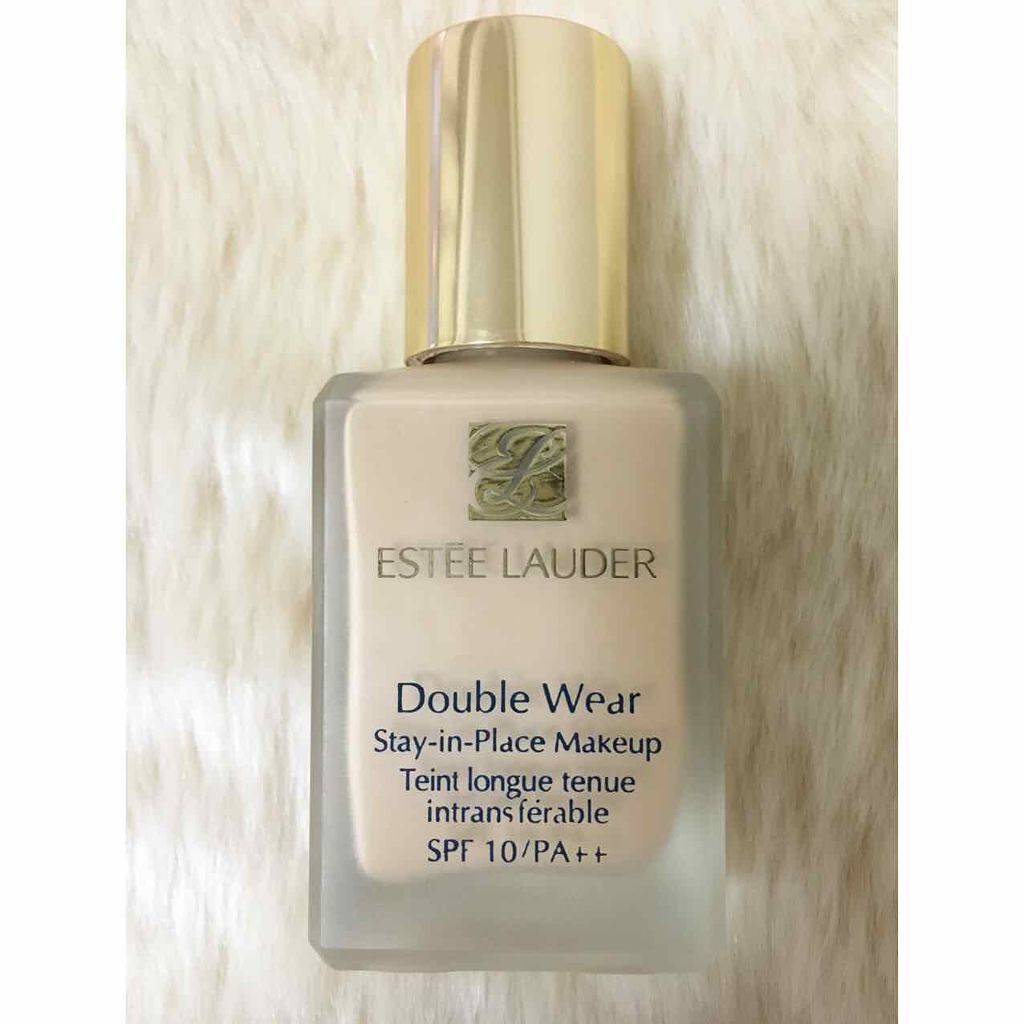 ESTĒE LAUDER
Double Wear
Stay-in-Place Makeup
Teint longue tenue
intransférable
SPF 10/PA++